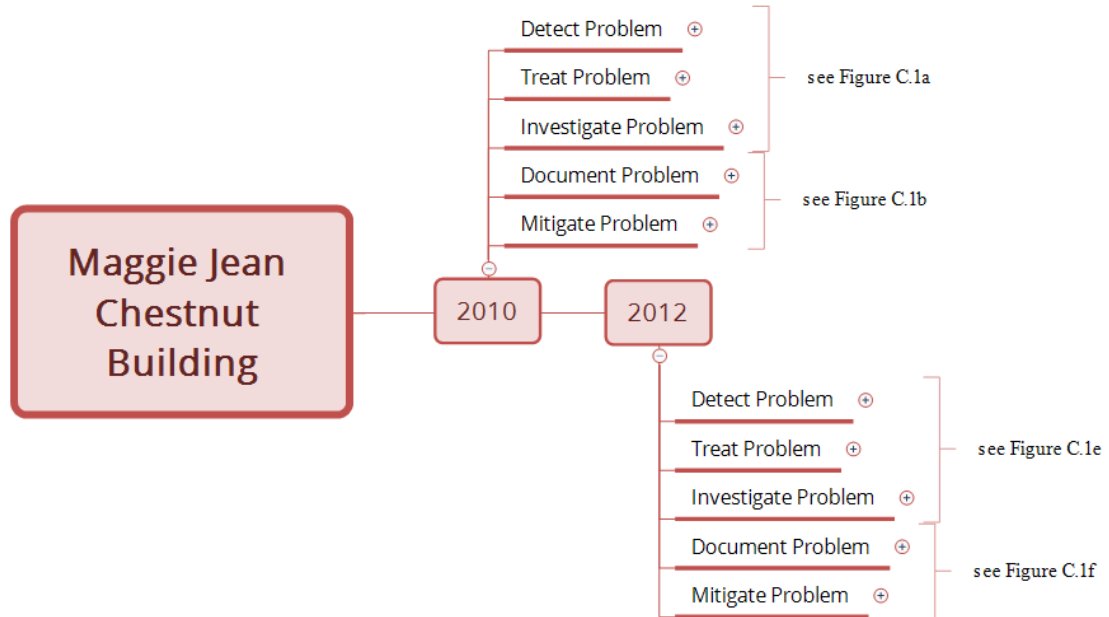 Detect Problem
Treat Problem
see Figure C.1a
Investigate Problem
Document Problem
see Figure C.1b
Mitigate Problem
Maggie Jean
Chestnut
Building
2010
2012
Detect Problem
Treat Problem
see Figure C.1e
Investigate Problem
Document Problem
see Figure C.1f
Mitigate Problem